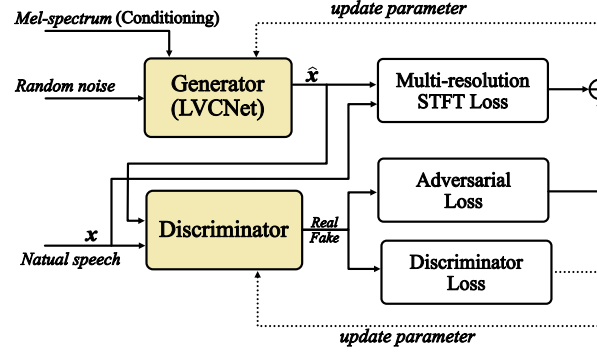 update parameter
Mel-spectrum (Conditioning)
Generator
(LVCNet)
x̂
Random noise
Multi-resolution
STFT Loss
Adversarial
Loss
Discriminator
Real
Fake
x
Natual speech
Discriminator
Loss
update parameter